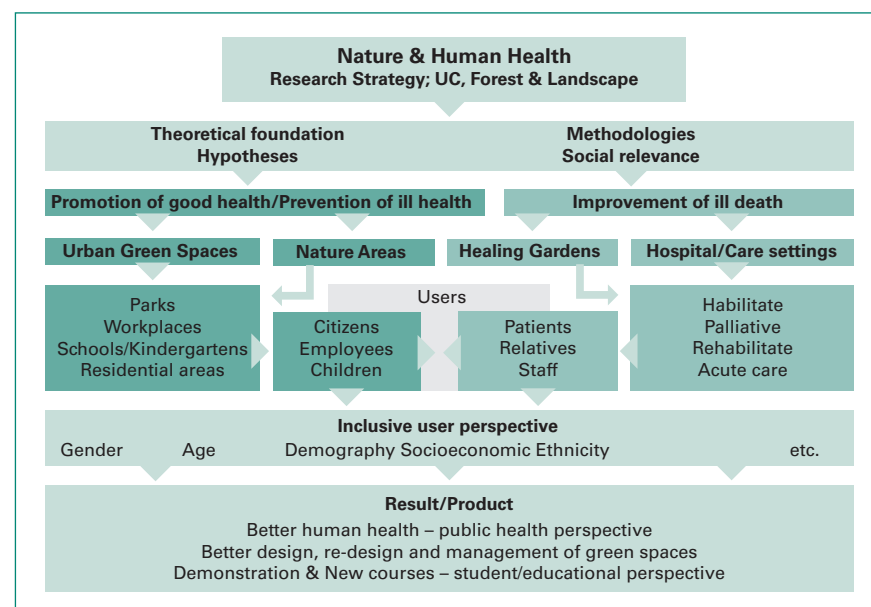 Nature & Human Health
Research Strategy; UC, Forest & Landscape
Theoretical foundation
Hypotheses
Methodologies
Social relevance
Promotion of good health/Prevention of ill health
Improvement of ill death
Urban Green Spaces
Nature Areas
Healing Gardens
Hospital/Care settings
Parks
Workplaces
Schools/Kindergartens
Residential areas
Users
Citizens
Employees
Children
Patients
Relatives
Staff
Habilitate
Palliative
Rehabilitate
Acute care
Inclusive user perspective
Gender Age Demography Socioeconomic Ethnicity etc.
Result/Product
Better human health – public health perspective
Better design, re-design and management of green spaces
Demonstration & New courses – student/educational perspective